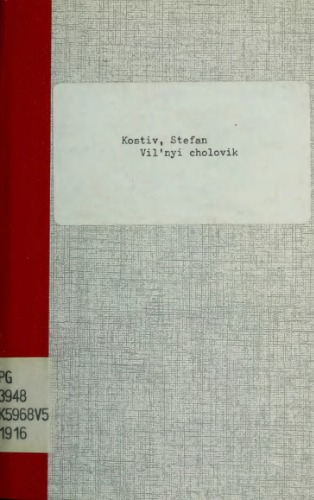 Kostiv, Stefan
Vil'nyi cholovik
PG
3948
K5968V5
1916